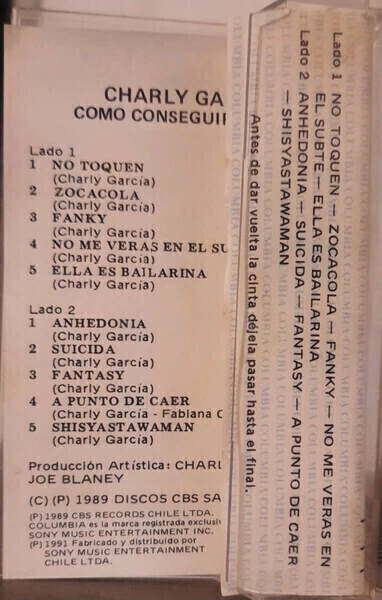 CHARLY GA
COMO CONSEGUIR
Lado 1
1 NO TOQUEN
(Charly García)
2 ZOCACOLA
(Charly García)
3 FANKY
(Charly García)
4 NO ME VERAS EN EL SU
(Charly García)
5 ELLA ES BAILARINA
(Charly García)
Lado 2
1 ANHEDONIA
(Charly García)
2 SUICIDA
(Charly García)
3 FANTASY
(Charly García)
4 A PUNTO DE CAER
(Charly García - Fabiana C
5 SHISYASTAWAMAN
(Charly García)
Producción Artística: CHARL
JOE BLANEY
(C) (P) 1989 DISCOS CBS SA
(P) 1989 CBS RECORDS CHILE LTDA.
COLUMBIA es la marca registrada exclusiv
SONY MUSIC ENTERTAINMENT INC.
(P) 1991 Fabricado y distribuido por
SONY MUSIC ENTERTAINMENT
CHILE LTDA.
Lado 1 NO TOQUEN — ZOCACOLA — FANKY — NO ME VERAS EN
EL SUBTE — ELLA ES BAILARINA
Lado 2 ANHEDONIA — SUICIDA — FANTASY — A PUNTO DE CAER
— SHISYASTAWAMAN
Antes de dar vuelta la cinta déjela pasar hasta el final.